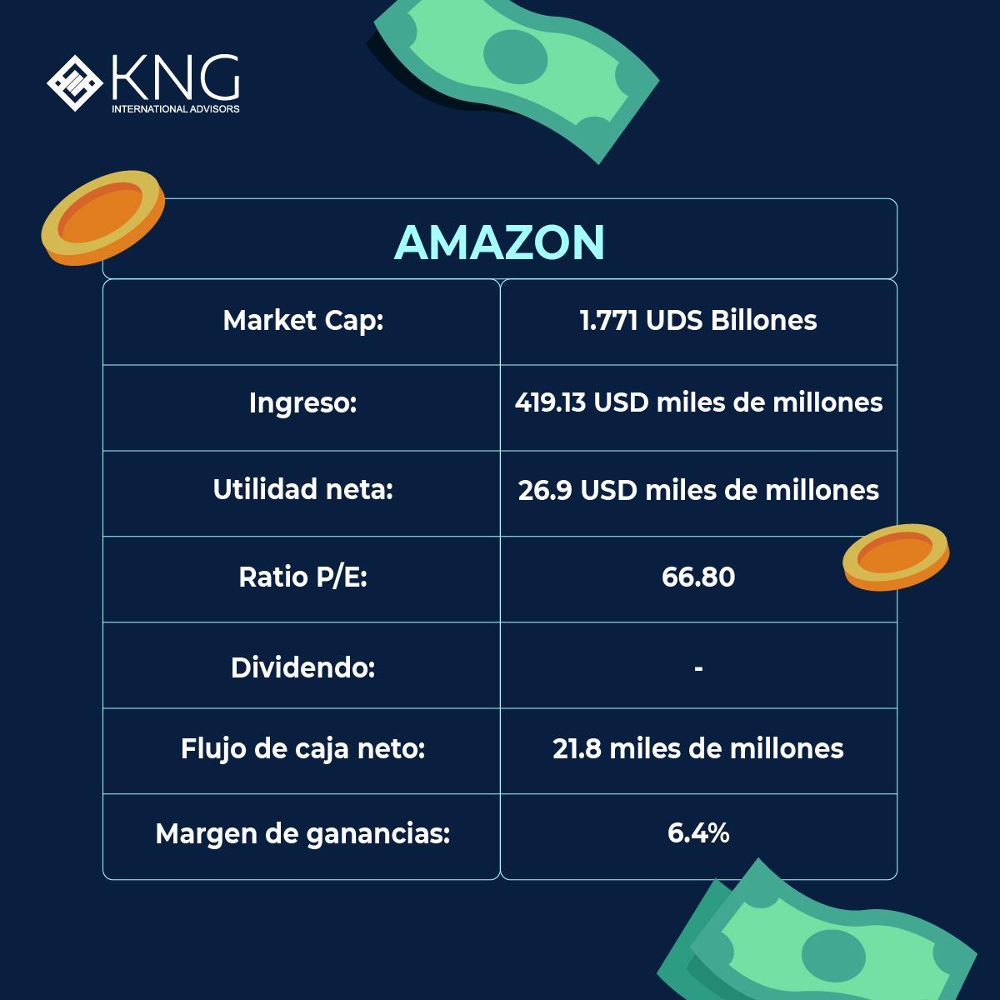 KNG
INTERNATIONAL ADVISORS
AMAZON
Market Cap: 1.771 UDS Billones
Ingreso: 419.13 USD miles de millones
Utilidad neta: 26.9 USD miles de millones
Ratio P/E: 66.80
Dividendo: -
Flujo de caja neto: 21.8 miles de millones
Margen de ganancias: 6.4%